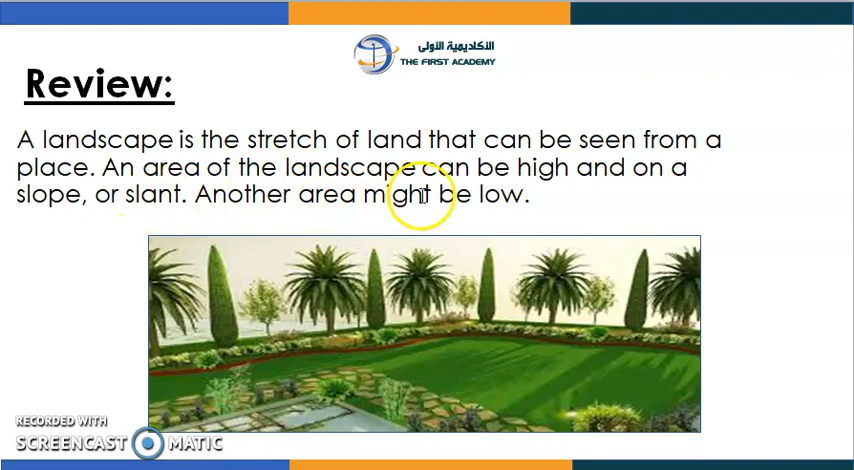 الأكاديمية الأولى
THE FIRST ACADEMY
Review:
A landscape is the stretch of land that can be seen from a
place. An area of the landscape can be high and on a
slope, or slant. Another area might be low.
RECORDED WITH
SCREENCAST MATIC